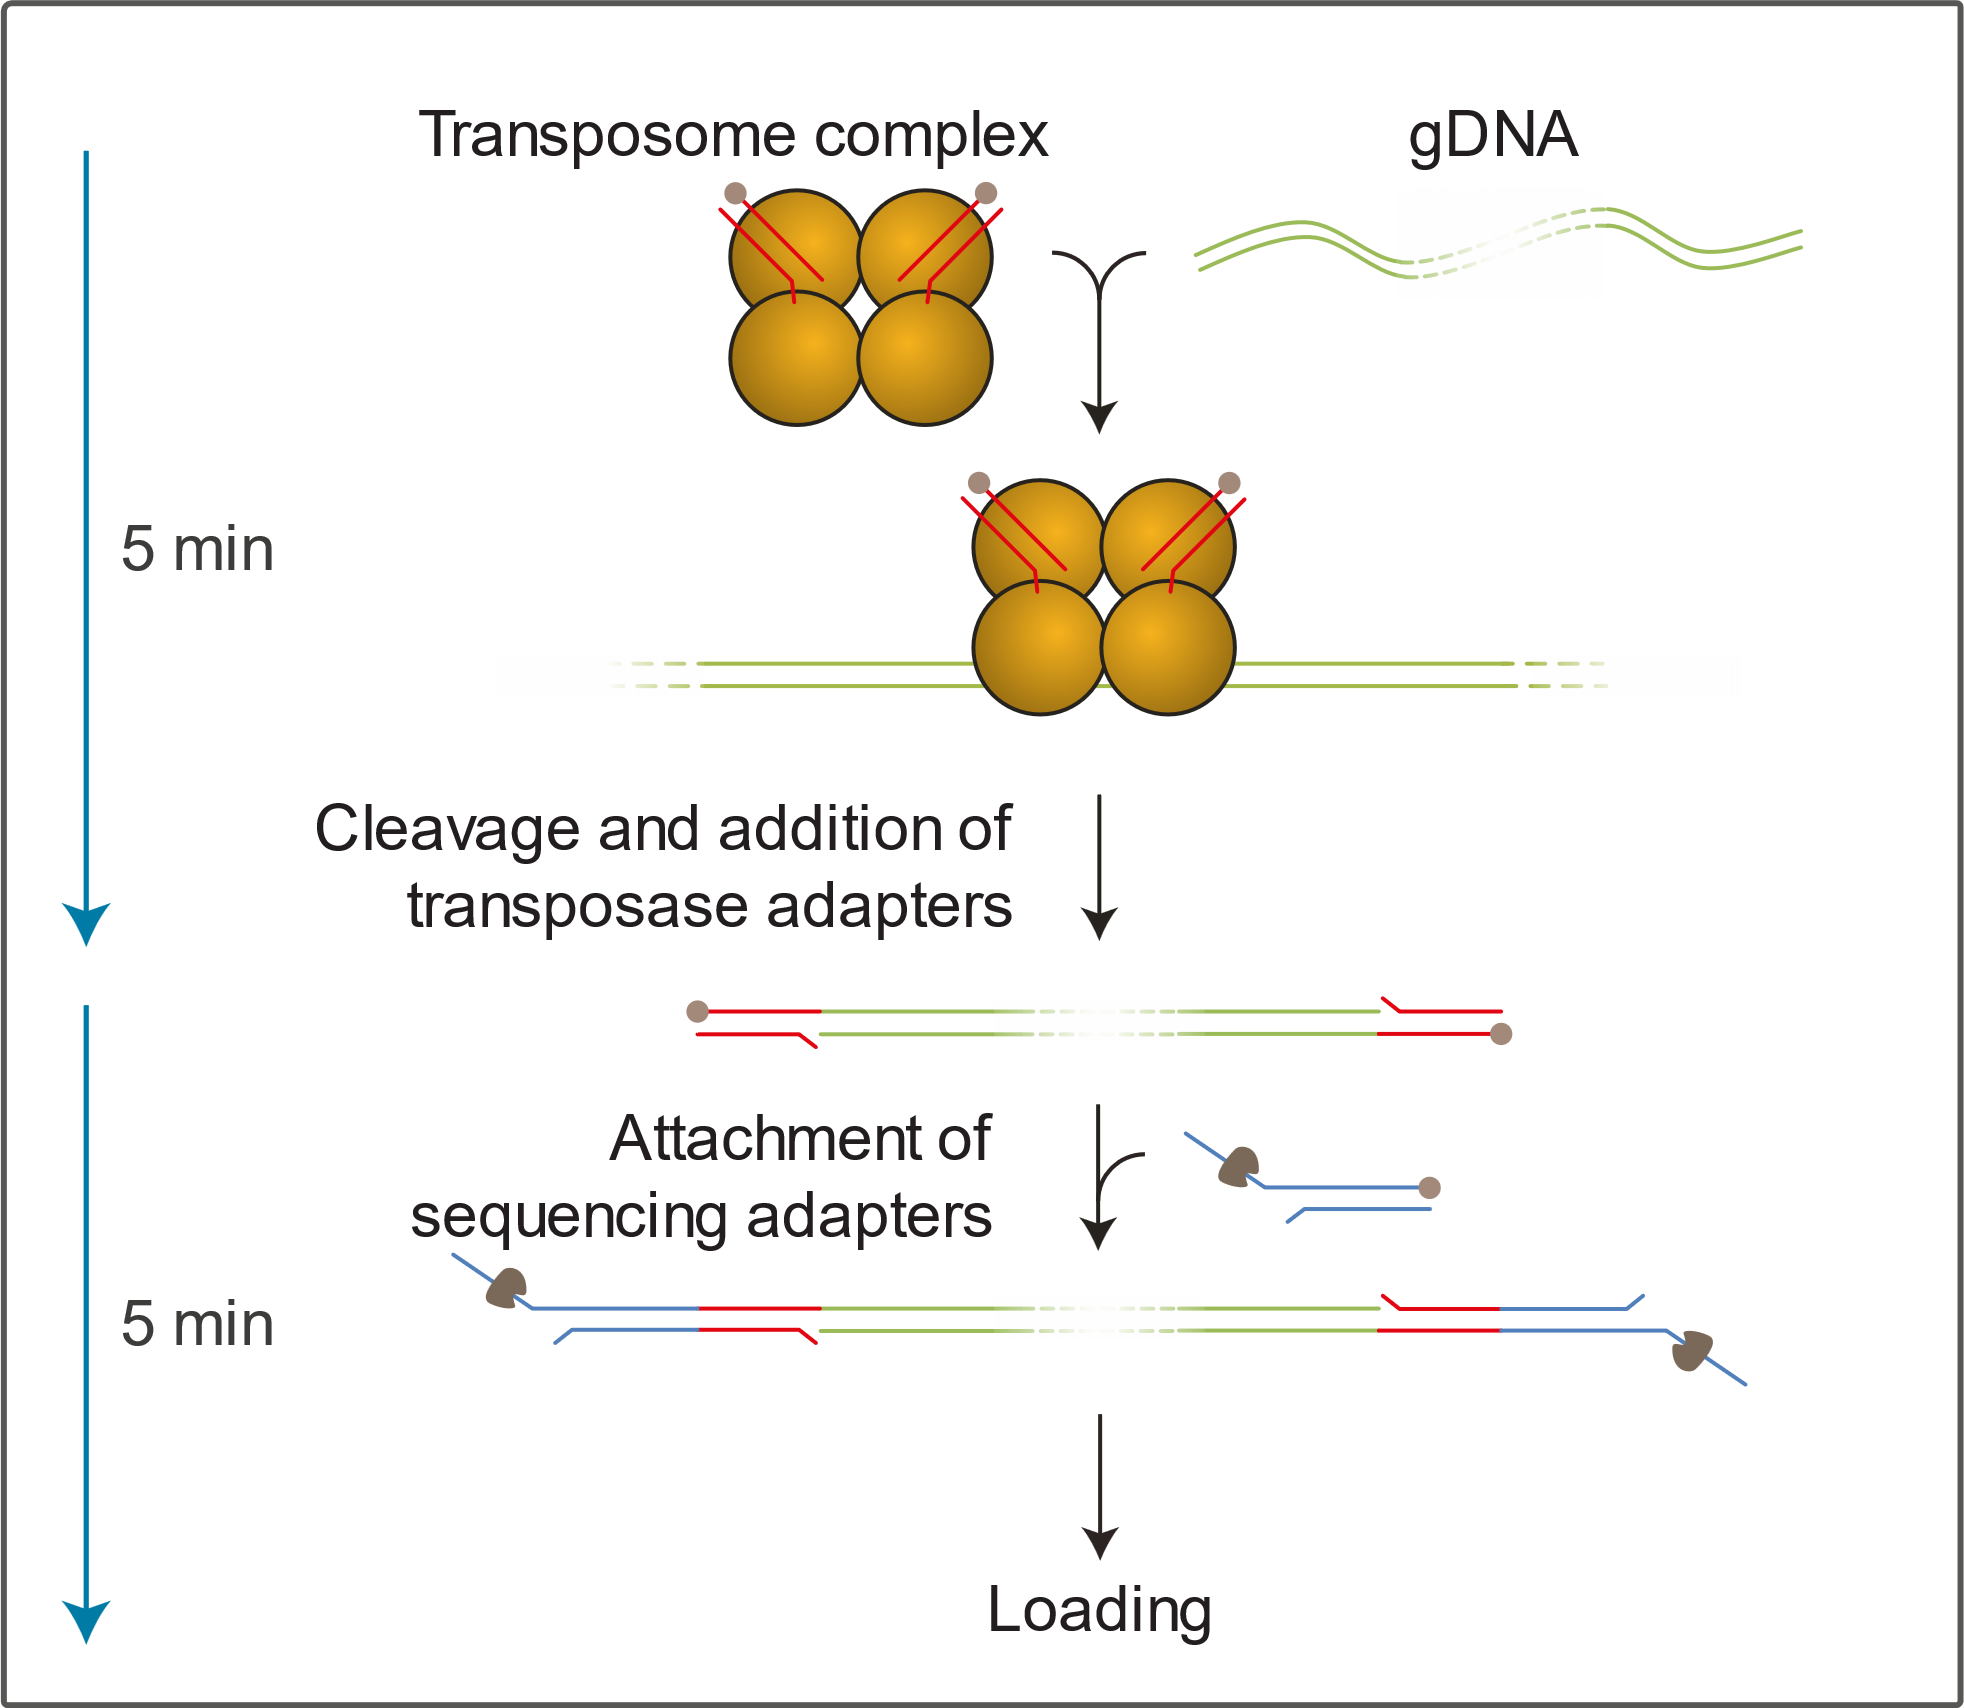 Transposome complex
gDNA
5 min
Cleavage and addition of
transposase adapters
Attachment of
sequencing adapters
5 min
Loading